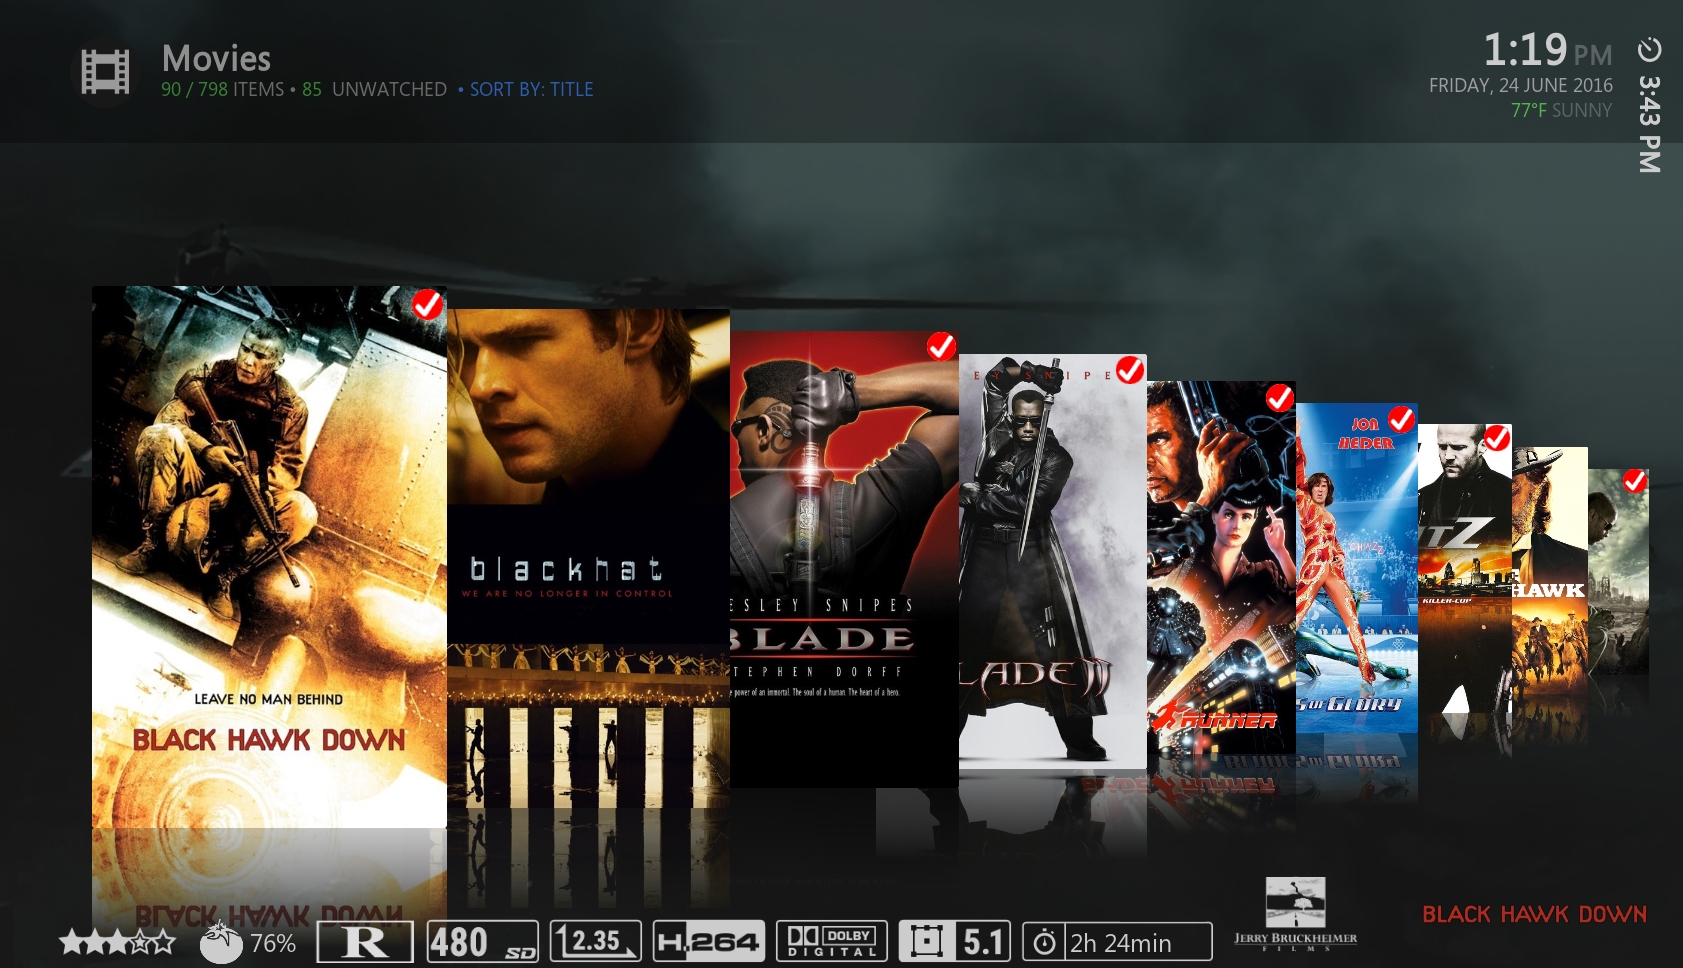 Movies
90 / 798 ITEMS • 85 UNWATCHED • SORT BY: TITLE
1:19 PM
FRIDAY, 24 JUNE 2016
77°F SUNNY
3:43 PM
LEAVE NO MAN BEHIND
BLACK HAWK DOWN
blackhat
WE ARE NO LONGER IN CONTROL
ESLEY SNIPES
BLADE
TEPHEN DORFF
e power of an immortal. The soul of a human. The heart of a hero.
EY SNIPE
LADE II
RUNNER
JON
HEDER
CHAZZ
S OF GLORY
ITZ
KILLER-COP
HAWK
76%
R
480 SD
2.35
H.264
DOLBY
DIGITAL
5.1
2h 24min
JERRY BRUCKHEIMER
FILMS
BLACK HAWK DOWN